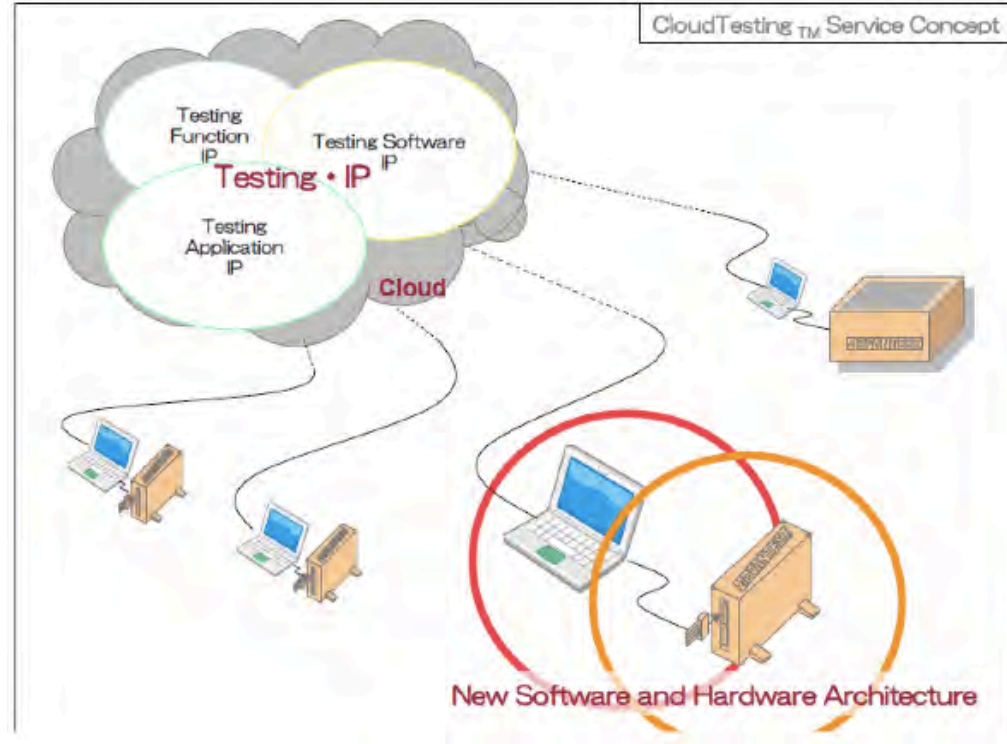 CloudTesting TM Service Concept
Testing
Function
IP
Testing Software
IP
Testing・IP
Testing
Application
IP
Cloud
New Software and Hardware Architecture